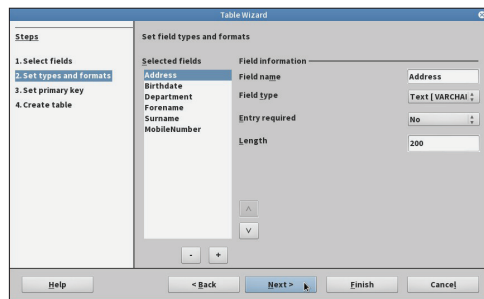 Table Wizard
Steps
1. Select fields
2. Set types and formats
3. Set primary key
4. Create table
Set field types and formats
Selected fields
Address
Birthdate
Department
Forename
Surname
MobileNumber
Field information
Field name Address
Field type Text [ VARCHAI
Entry required No
Length 200
- +
Help < Back Next > Finish Cancel